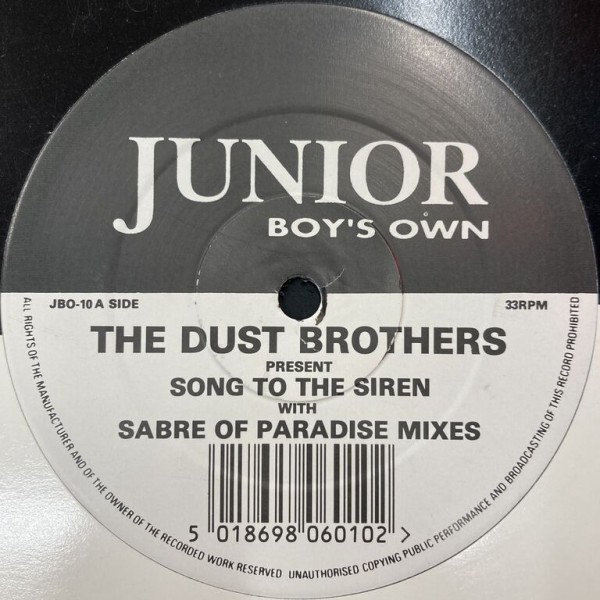 JUNIOR
BOY'S OWN
JBO-10 A SIDE
33RPM
THE DUST BROTHERS
PRESENT
SONG TO THE SIREN
WITH
SABRE OF PARADISE MIXES
5 018698 060102 >
ALL RIGHTS OF THE MANUFACTURER AND OF THE OWNER OF THE RECORDED WORK RESERVED UNAUTHORISED COPYING PUBLIC PERFORMANCE AND BROADCASTING OF THIS RECORD PROHIBITED